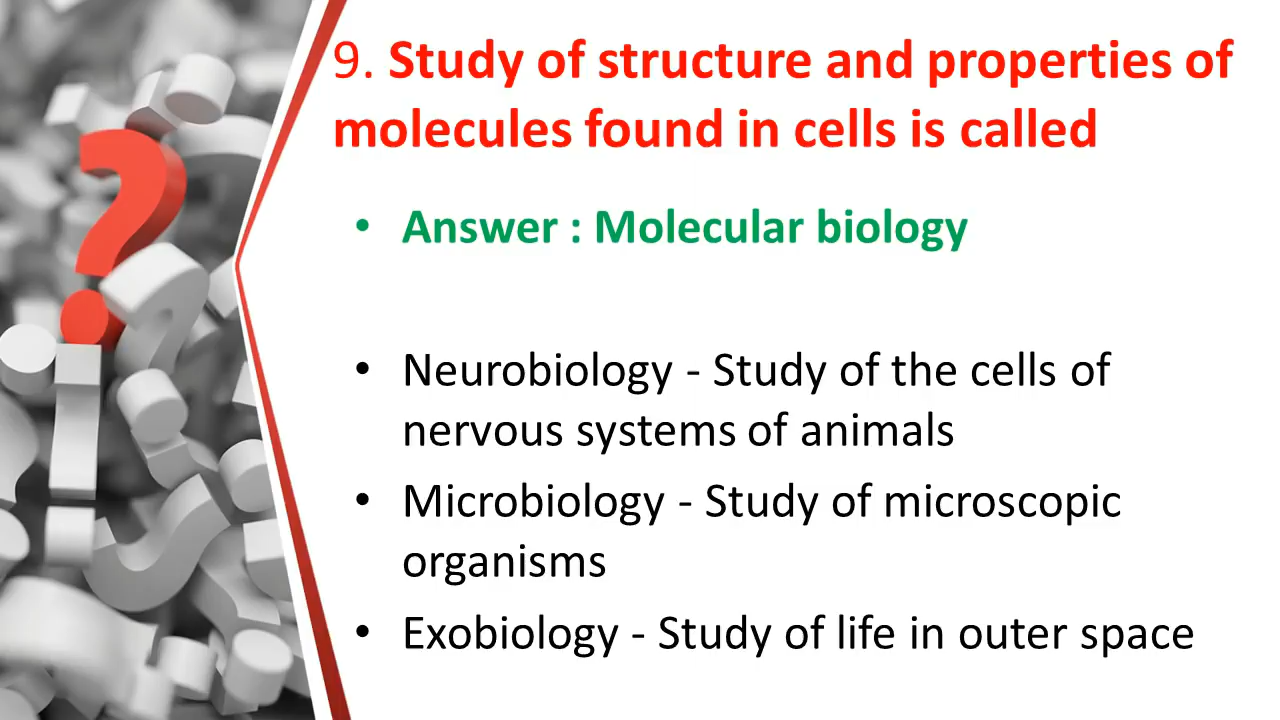 9. Study of structure and properties of
molecules found in cells is called
• Answer : Molecular biology
• Neurobiology - Study of the cells of
nervous systems of animals
• Microbiology - Study of microscopic
organisms
• Exobiology - Study of life in outer space